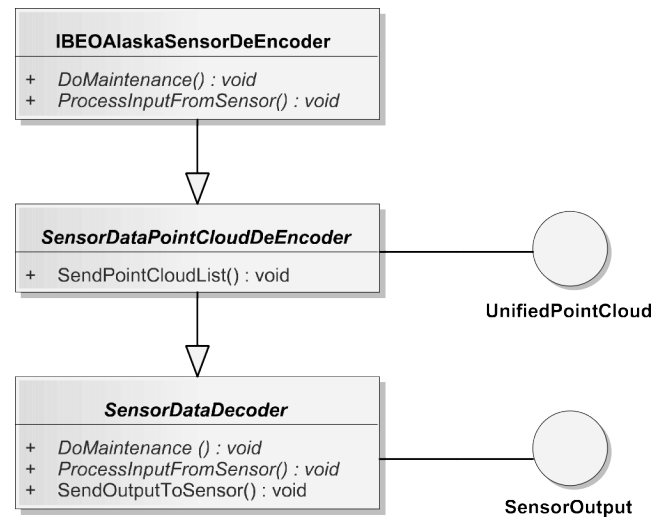 IBEOAlaskaSensorDeEncoder
+ DoMaintenance() : void
+ ProcessInputFromSensor() : void
SensorDataPointCloudDeEncoder
+ SendPointCloudList() : void
UnifiedPointCloud
SensorDataDecoder
+ DoMaintenance () : void
+ ProcessInputFromSensor() : void
+ SendOutputToSensor() : void
SensorOutput